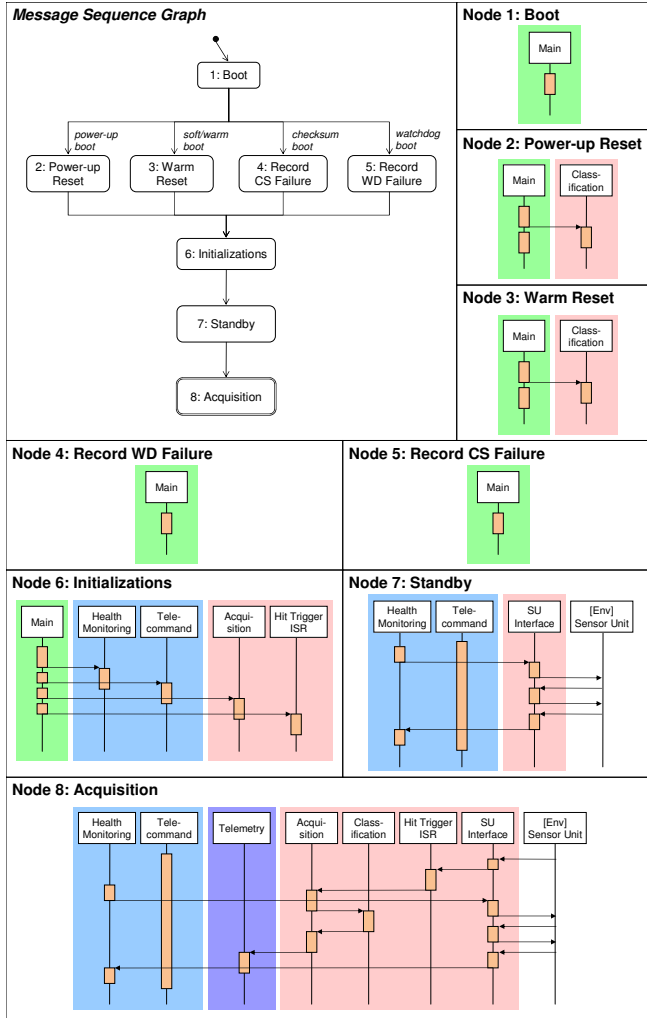 Message Sequence Graph
1: Boot
power-up
boot
soft/warm
boot
checksum
boot
watchdog
boot
2: Power-up
Reset
3: Warm
Reset
4: Record
CS Failure
5: Record
WD Failure
6: Initializations
7: Standby
8: Acquisition
Node 1: Boot
Main
Node 2: Power-up Reset
Main
Class-
ification
Node 3: Warm Reset
Main
Class-
ification
Node 4: Record WD Failure
Main
Node 5: Record CS Failure
Main
Node 6: Initializations
Main
Health
Monitoring
Tele-
command
Acqui-
sition
Hit Trigger
ISR
Node 7: Standby
Health
Monitoring
Tele-
command
SU
Interface
[Env]
Sensor Unit
Node 8: Acquisition
Health
Monitoring
Tele-
command
Telemetry
Acqui-
sition
Class-
ification
Hit Trigger
ISR
SU
Interface
[Env]
Sensor Unit